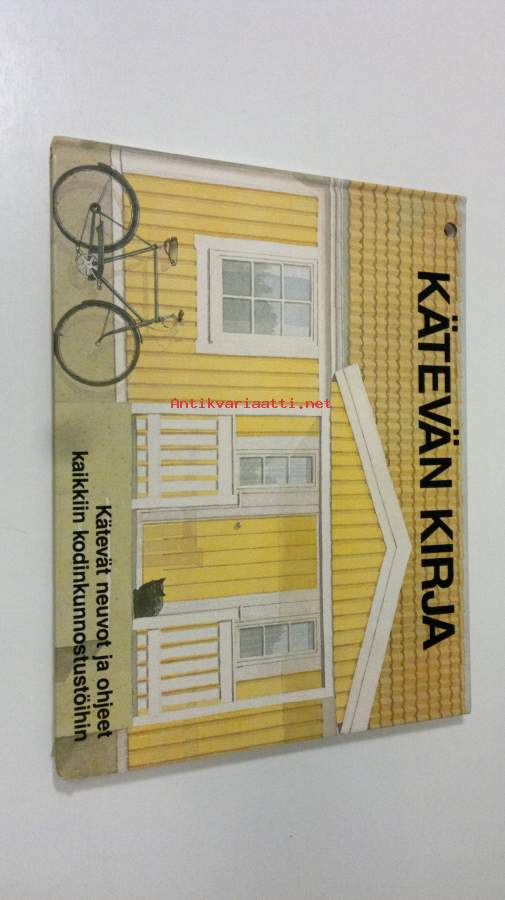 KÄTEVÄN KIRJA
Kätevät neuvot ja ohjeet
kaikkiin kodinkunnostustöihin
Antikvariaatti.net